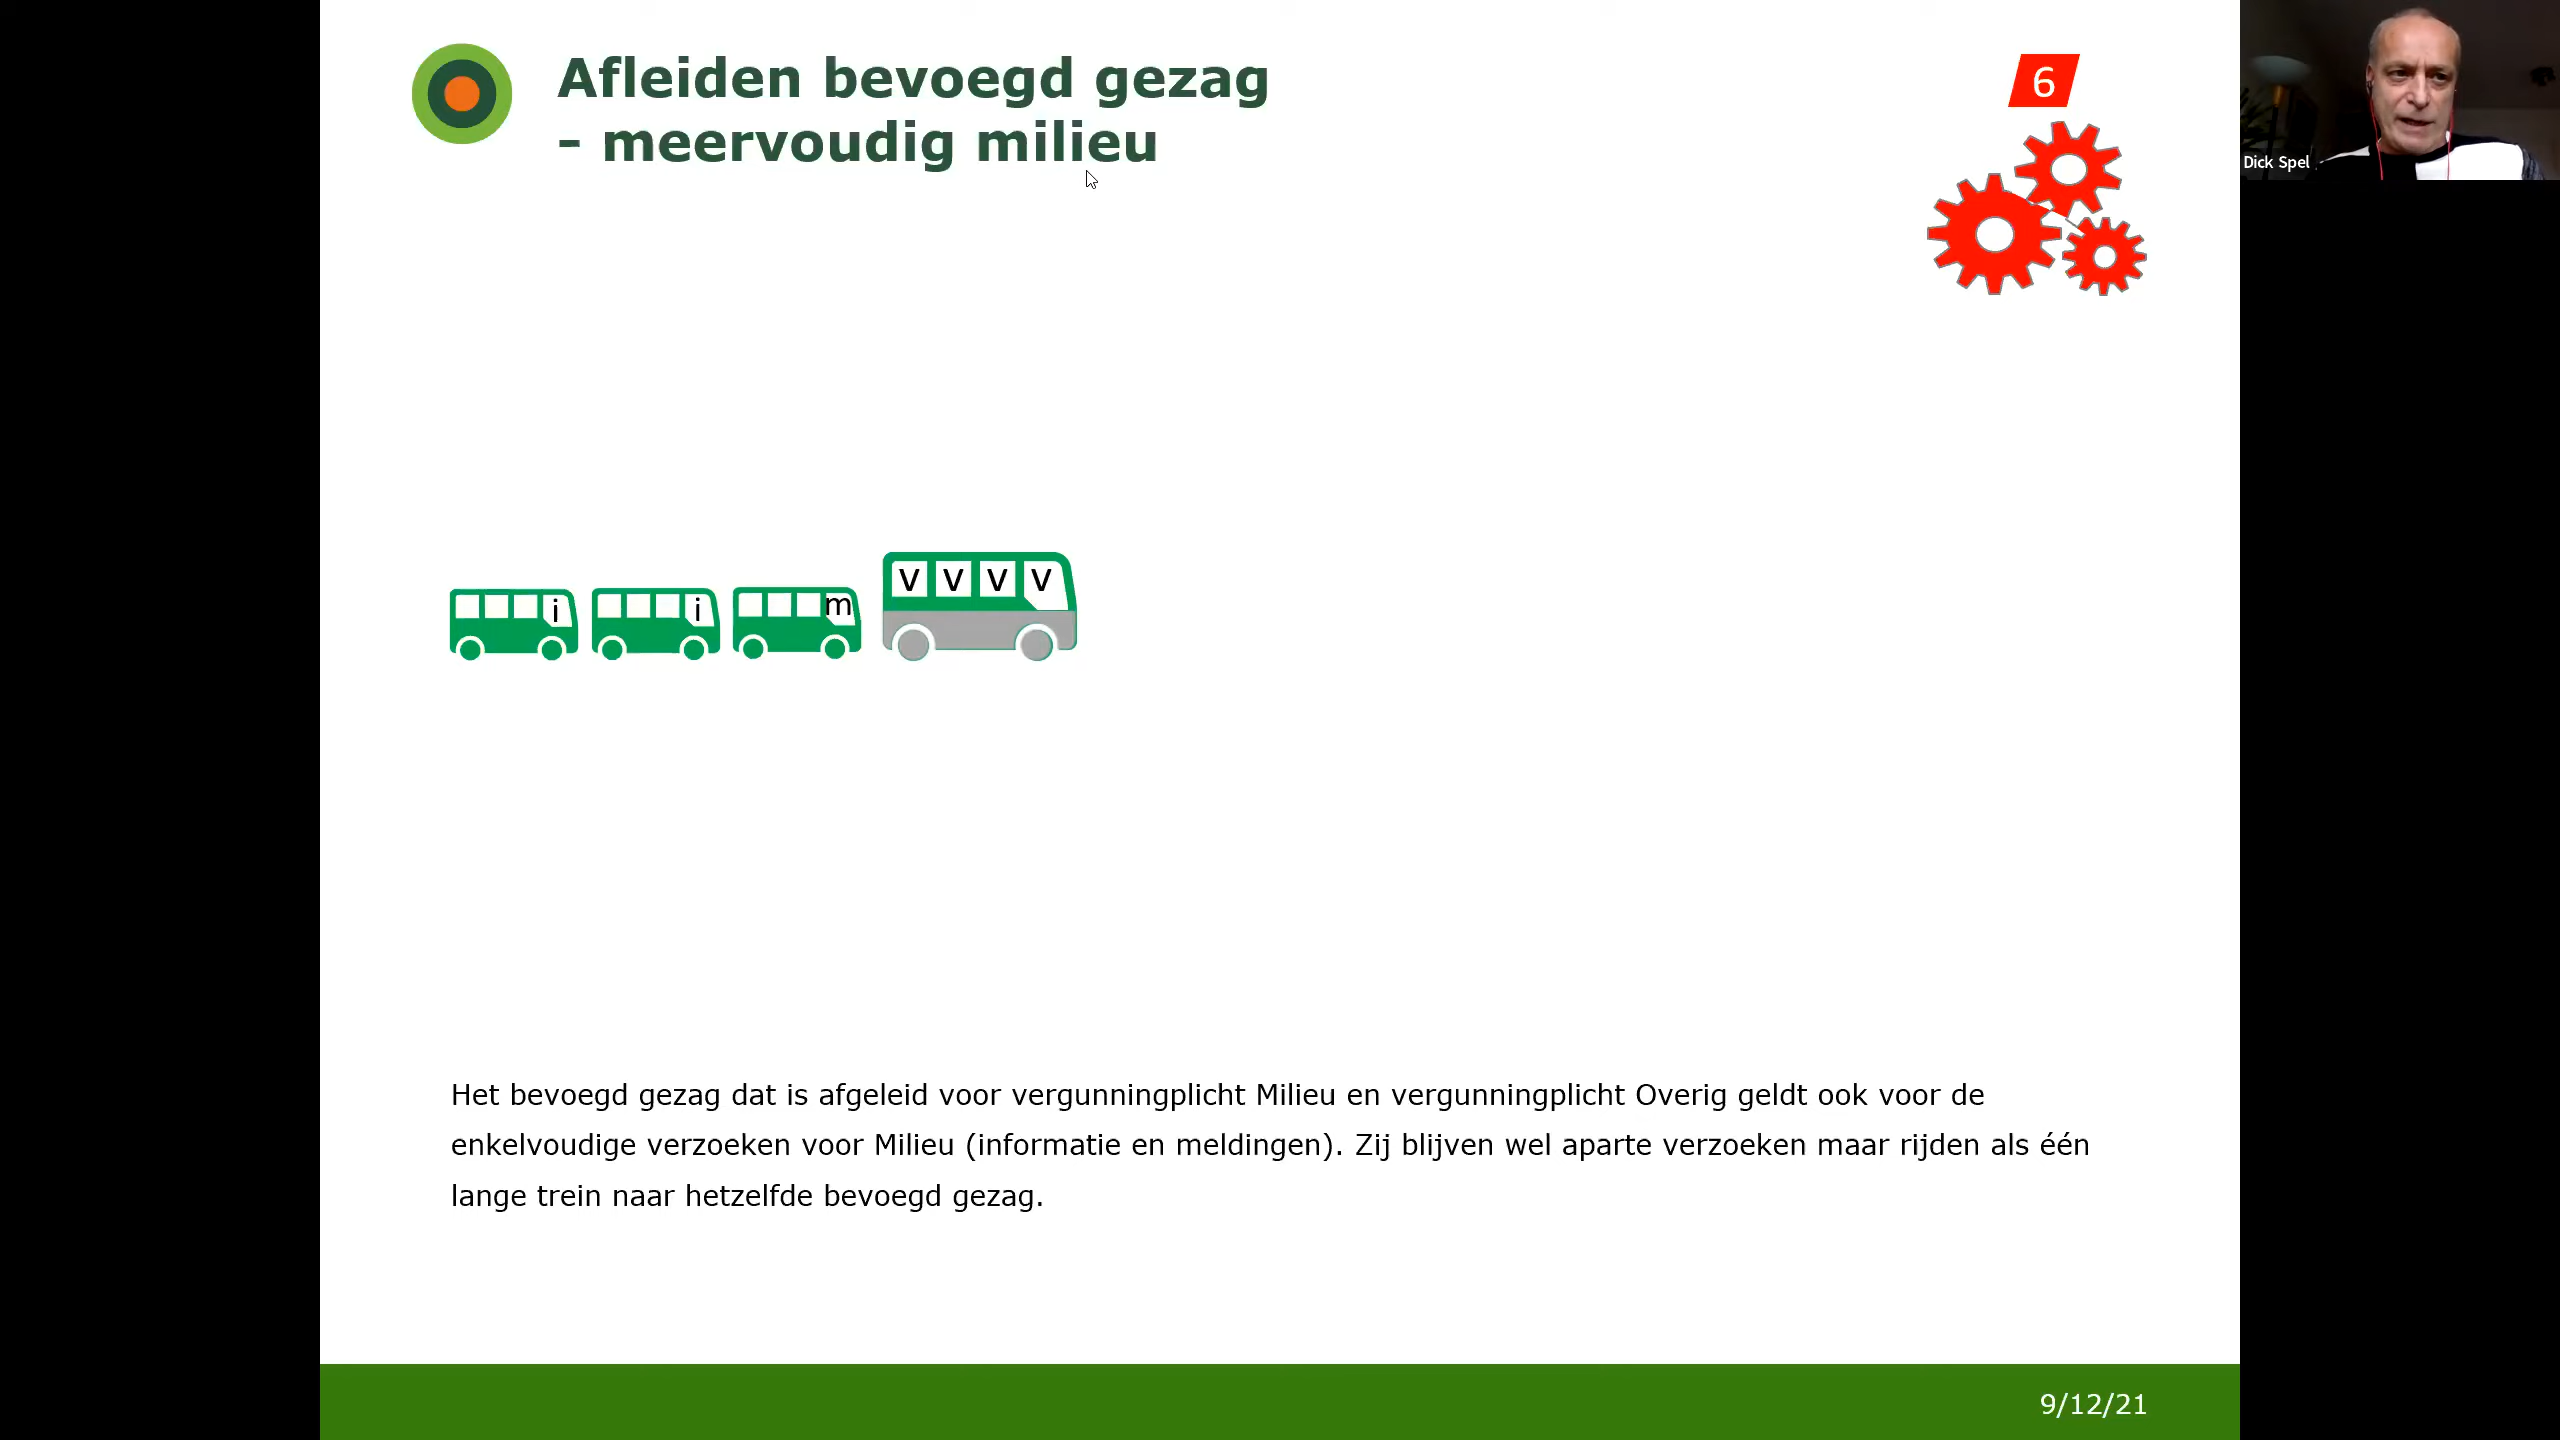 Afleiden bevoegd gezag
- meervoudig milieu
6
Dick Spel
i i m V V V V
Het bevoegd gezag dat is afgeleid voor vergunningplicht Milieu en vergunningplicht Overig geldt ook voor de
enkelvoudige verzoeken voor Milieu (informatie en meldingen). Zij blijven wel aparte verzoeken maar rijden als één
lange trein naar hetzelfde bevoegd gezag.
9/12/21